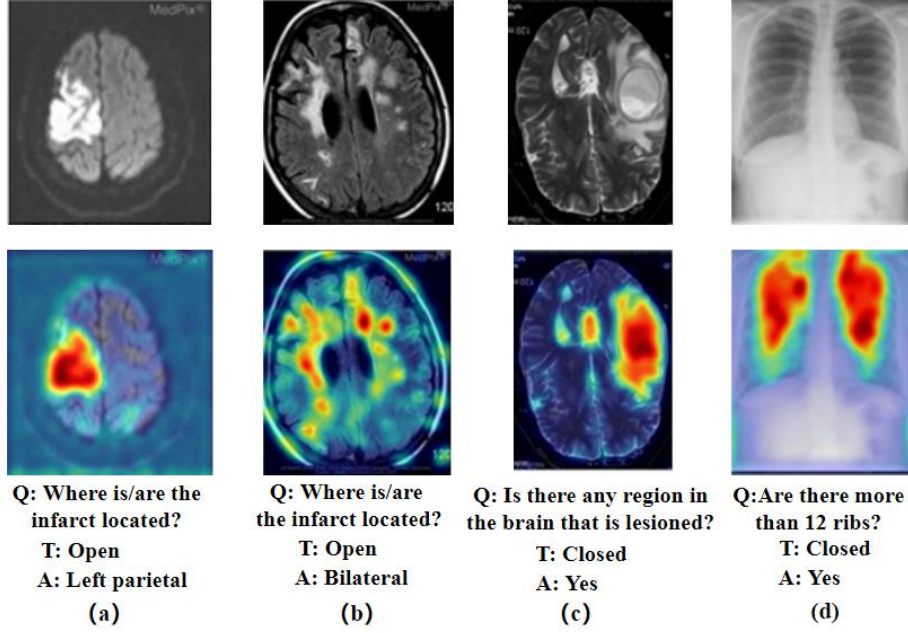 MedPix®
120
120 m
MedPix®
120
120 m
Q: Where is/are the
infarct located?
T: Open
A: Left parietal
(a)
Q: Where is/are
the infarct located?
T: Open
A: Bilateral
(b)
Q: Is there any region in
the brain that is lesioned?
T: Closed
A: Yes
(c)
Q:Are there more
than 12 ribs?
T: Closed
A: Yes
(d)